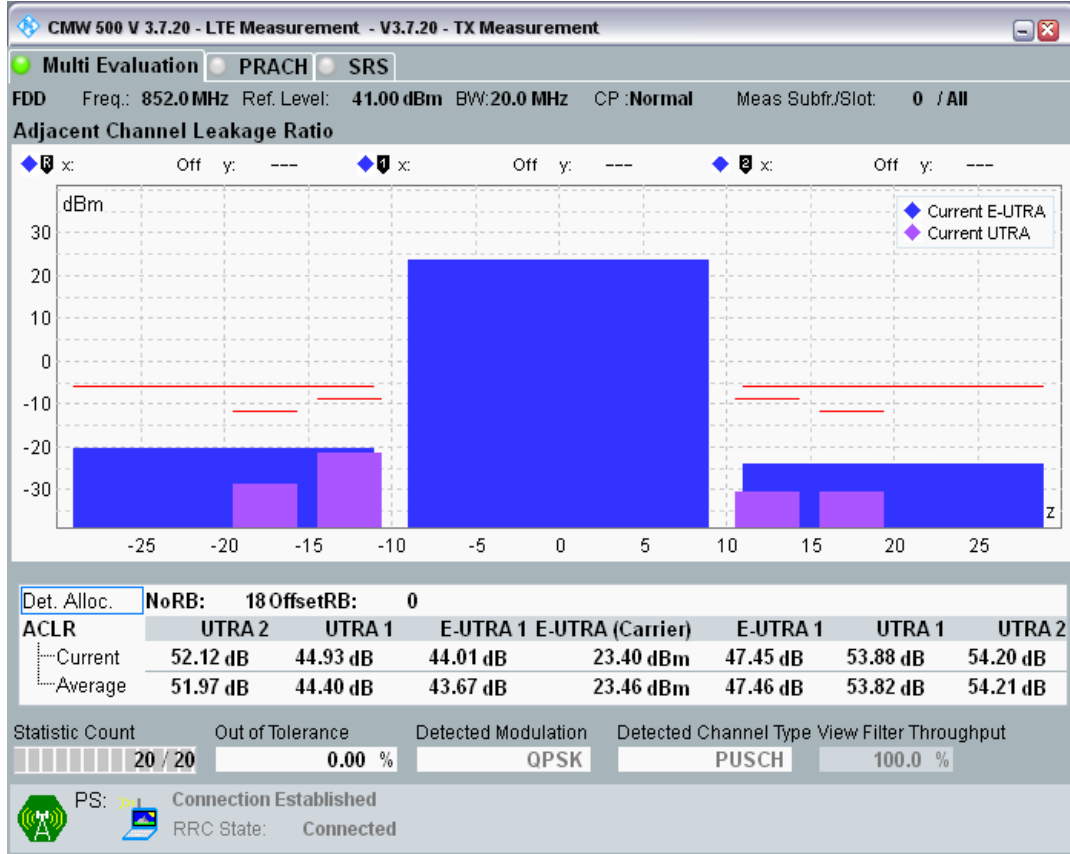 CMW 500 V 3.7.20 - LTE Measurement - V3.7.20 - TX Measurement
Multi Evaluation PRACH SRS
FDD Freq.: 852.0 MHz Ref. Level: 41.00 dBm BW:20.0 MHz CP :Normal Meas Subfr./Slot: 0 / All
Adjacent Channel Leakage Ratio
R x: Off y: --- 1 x: Off y: --- 2 x: Off y: ---
dBm
Current E-UTRA
Current UTRA
30
20
10
0
-10
-20
-30
z
-25 -20 -15 -10 -5 0 5 10 15 20 25
Det. Alloc. NoRB: 18 OffsetRB: 0
ACLR UTRA 2 UTRA 1 E-UTRA 1 E-UTRA (Carrier) E-UTRA 1 UTRA 1 UTRA 2
Current 52.12 dB 44.93 dB 44.01 dB 23.40 dBm 47.45 dB 53.88 dB 54.20 dB
Average 51.97 dB 44.40 dB 43.67 dB 23.46 dBm 47.46 dB 53.82 dB 54.21 dB
Statistic Count Out of Tolerance Detected Modulation Detected Channel Type View Filter Throughput
20 / 20 0.00 % QPSK PUSCH 100.0 %
PS: Connection Established
RRC State: Connected